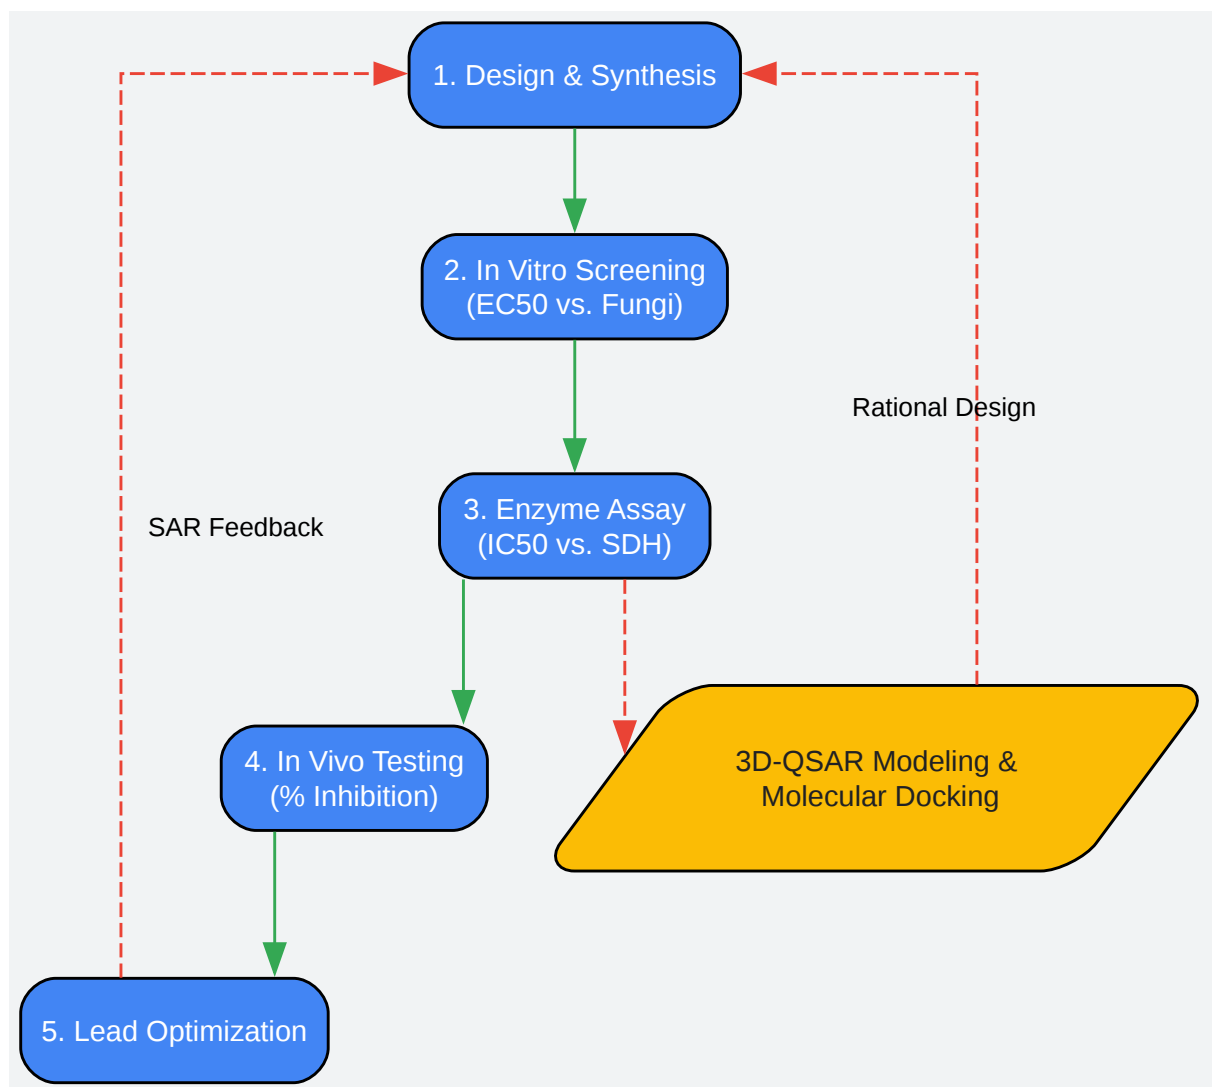 1. Design & Synthesis
2. In Vitro Screening
(EC50 vs. Fungi)
Rational Design
3. Enzyme Assay
(IC50 vs. SDH)
SAR Feedback
4. In Vivo Testing
(% Inhibition)
3D-QSAR Modeling &
Molecular Docking
5. Lead Optimization